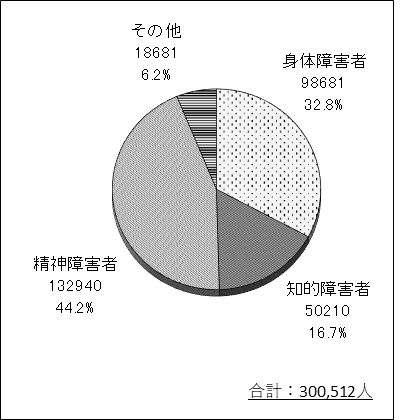 その他
18681
6.2%
身体障害者
98681
32.8%
精神障害者
132940
44.2%
知的障害者
50210
16.7%
合計：300,512人